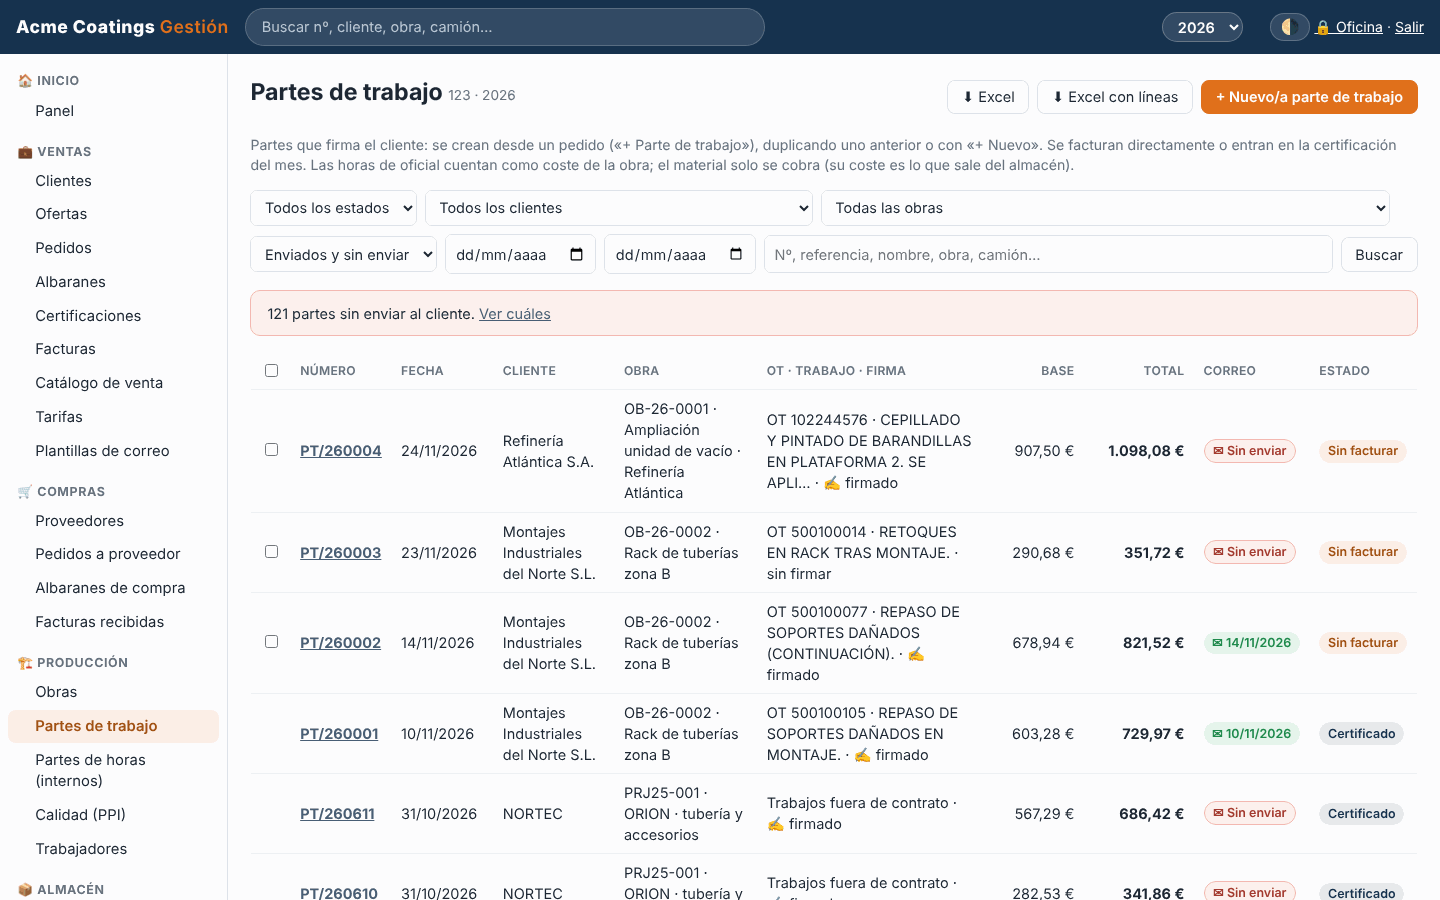 Acme Coatings Gestión
Buscar nº, cliente, obra, camión...
2026
Oficina · Salir
INICIO
Panel
VENTAS
Clientes
Ofertas
Pedidos
Albaranes
Certificaciones
Facturas
Catálogo de venta
Tarifas
Plantillas de correo
COMPRAS
Proveedores
Pedidos a proveedor
Albaranes de compra
Facturas recibidas
PRODUCCIÓN
Obras
Partes de trabajo
Partes de horas
(internos)
Calidad (PPI)
Trabajadores
ALMACÉN
Partes de trabajo 123 · 2026
⬇ Excel
⬇ Excel con líneas
+ Nuevo/a parte de trabajo
Partes que firma el cliente: se crean desde un pedido («+ Parte de trabajo»), duplicando uno anterior o con «+ Nuevo». Se facturan directamente o entran en la certificación
del mes. Las horas de oficial cuentan como coste de la obra; el material solo se cobra (su coste es lo que sale del almacén).
Todos los estados
Todos los clientes
Todas las obras
Enviados y sin enviar
dd/mm/aaaa
dd/mm/aaaa
Nº, referencia, nombre, obra, camión...
Buscar
121 partes sin enviar al cliente. Ver cuáles
NÚMERO FECHA CLIENTE OBRA OT · TRABAJO · FIRMA BASE TOTAL CORREO ESTADO
PT/260004
24/11/2026
Refinería
Atlántica S.A.
OB-26-0001 ·
Ampliación
unidad de vacío ·
Refinería
Atlántica
OT 102244576 · CEPILLADO
Y PINTADO DE BARANDILLAS
EN PLATAFORMA 2. SE
APLI... · ✍ firmado
907,50 €
1.098,08 €
✉ Sin enviar
Sin facturar
PT/260003
23/11/2026
Montajes
Industriales
del Norte S.L.
OB-26-0002 ·
Rack de tuberías
zona B
OT 500100014 · RETOQUES
EN RACK TRAS MONTAJE. ·
sin firmar
290,68 €
351,72 €
✉ Sin enviar
Sin facturar
PT/260002
14/11/2026
Montajes
Industriales
del Norte S.L.
OB-26-0002 ·
Rack de tuberías
zona B
OT 500100077 · REPASO DE
SOPORTES DAÑADOS
(CONTINUACIÓN). · ✍
firmado
678,94 €
821,52 €
✉ 14/11/2026
Sin facturar
PT/260001
10/11/2026
Montajes
Industriales
del Norte S.L.
OB-26-0002 ·
Rack de tuberías
zona B
OT 500100105 · REPASO DE
SOPORTES DAÑADOS EN
MONTAJE. · ✍ firmado
603,28 €
729,97 €
✉ 10/11/2026
Certificado
PT/260611
31/10/2026
NORTEC
PRJ25-001 ·
ORION · tubería y
accesorios
Trabajos fuera de contrato ·
✍ firmado
567,29 €
686,42 €
✉ Sin enviar
Certificado
PT/260610
31/10/2026
NORTEC
PRJ25-001 ·
ORION · tubería y
Trabajos fuera de contrato ·
282,53 €
341,86 €
✉ Sin enviar
Certificado